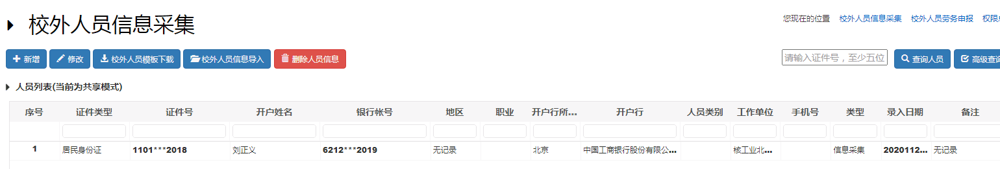 校外人员信息采集
您现在的位置 校外人员信息采集 校外人员劳务申报
新增 修改 校外人员模板下载 校外人员信息导入 删除人员信息 请输入证件号，至少五位 查询人员 高级查询
人员列表(当前为共享模式)
序号 证件类型 证件号 开户姓名 银行帐号 地区 职业 开户行所... 开户行 人员类别 工作单位 手机号 类型 录入日期 备注
1 居民身份证 1101***2018 刘正义 6212***2019 无记录 北京 中国工商银行股份有限公... 核工业北... 信息采集 2020112... 无记录